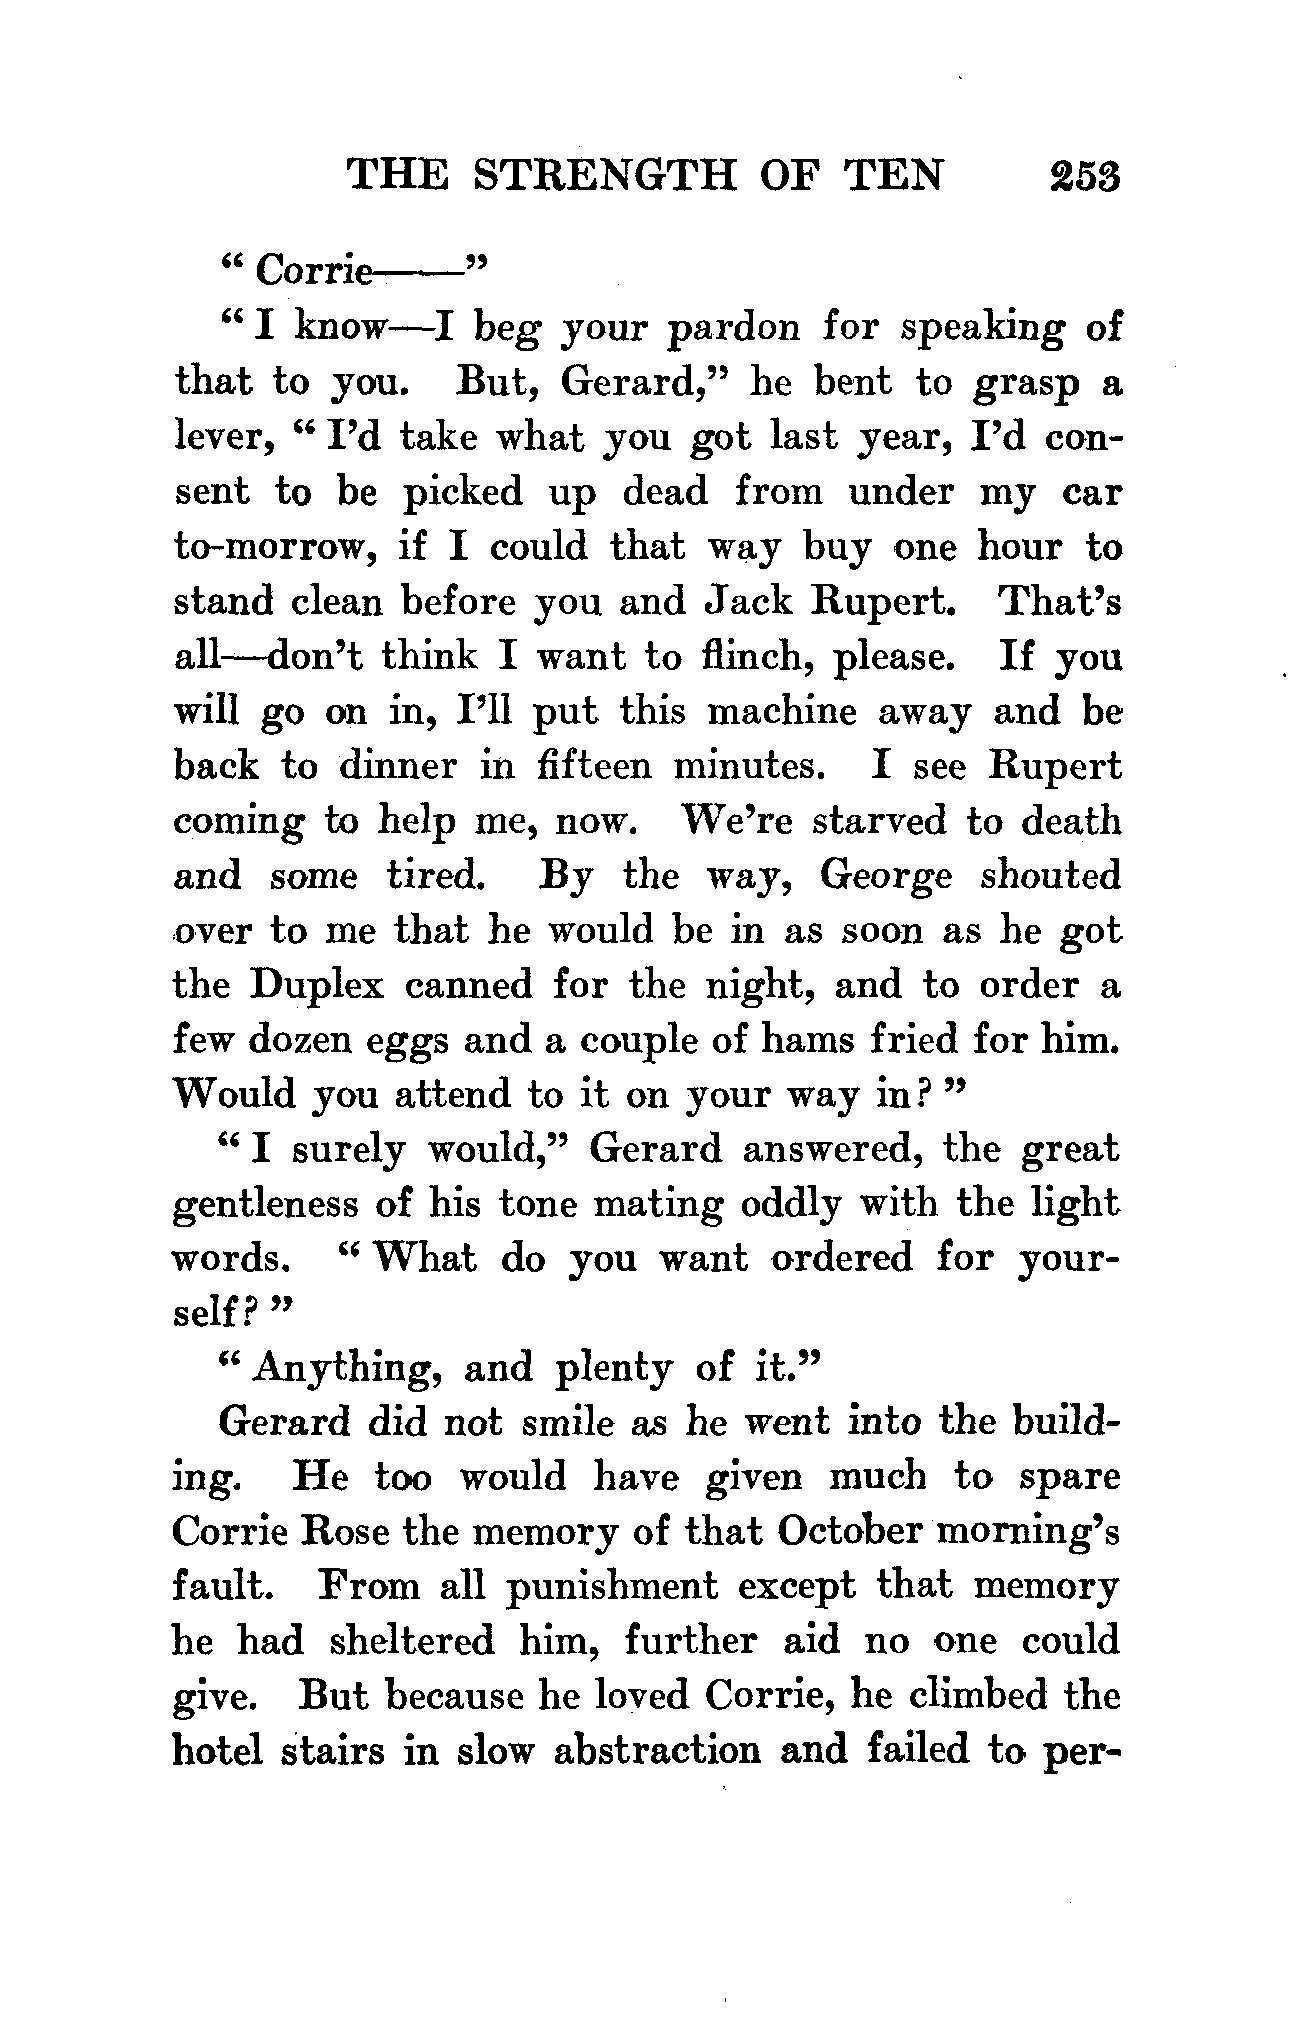 THE STRENGTH OF TEN 253
“ Corrie——”
“ I know—I beg your pardon for speaking of
that to you. But, Gerard,” he bent to grasp a
lever, “ I’d take what you got last year, I’d con-
sent to be picked up dead from under my car
to-morrow, if I could that way buy one hour to
stand clean before you and Jack Rupert. That’s
all—don’t think I want to flinch, please. If you
will go on in, I’ll put this machine away and be
back to dinner in fifteen minutes. I see Rupert
coming to help me, now. We’re starved to death
and some tired. By the way, George shouted
over to me that he would be in as soon as he got
the Duplex canned for the night, and to order a
few dozen eggs and a couple of hams fried for him.
Would you attend to it on your way in? ”
“ I surely would,” Gerard answered, the great
gentleness of his tone mating oddly with the light
words. “ What do you want ordered for your-
self? ”
“ Anything, and plenty of it.”
Gerard did not smile as he went into the build-
ing. He too would have given much to spare
Corrie Rose the memory of that October morning’s
fault. From all punishment except that memory
he had sheltered him, further aid no one could
give. But because he loved Corrie, he climbed the
hotel stairs in slow abstraction and failed to per-